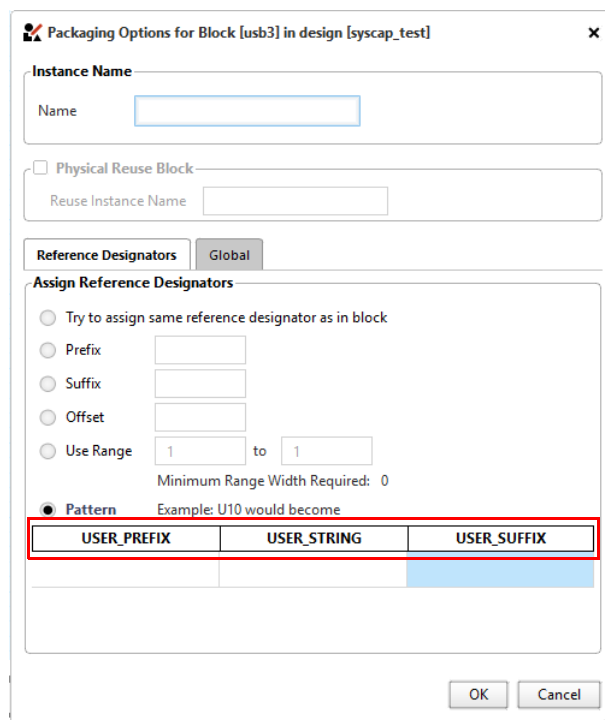 Packaging Options for Block [usb3] in design [syscap_test]
Instance Name
Name
Physical Reuse Block
Reuse Instance Name
Reference Designators Global
Assign Reference Designators
Try to assign same reference designator as in block
Prefix
Suffix
Offset
Use Range 1 to 1
Minimum Range Width Required: 0
Pattern Example: U10 would become
USER_PREFIX USER_STRING USER_SUFFIX
OK Cancel